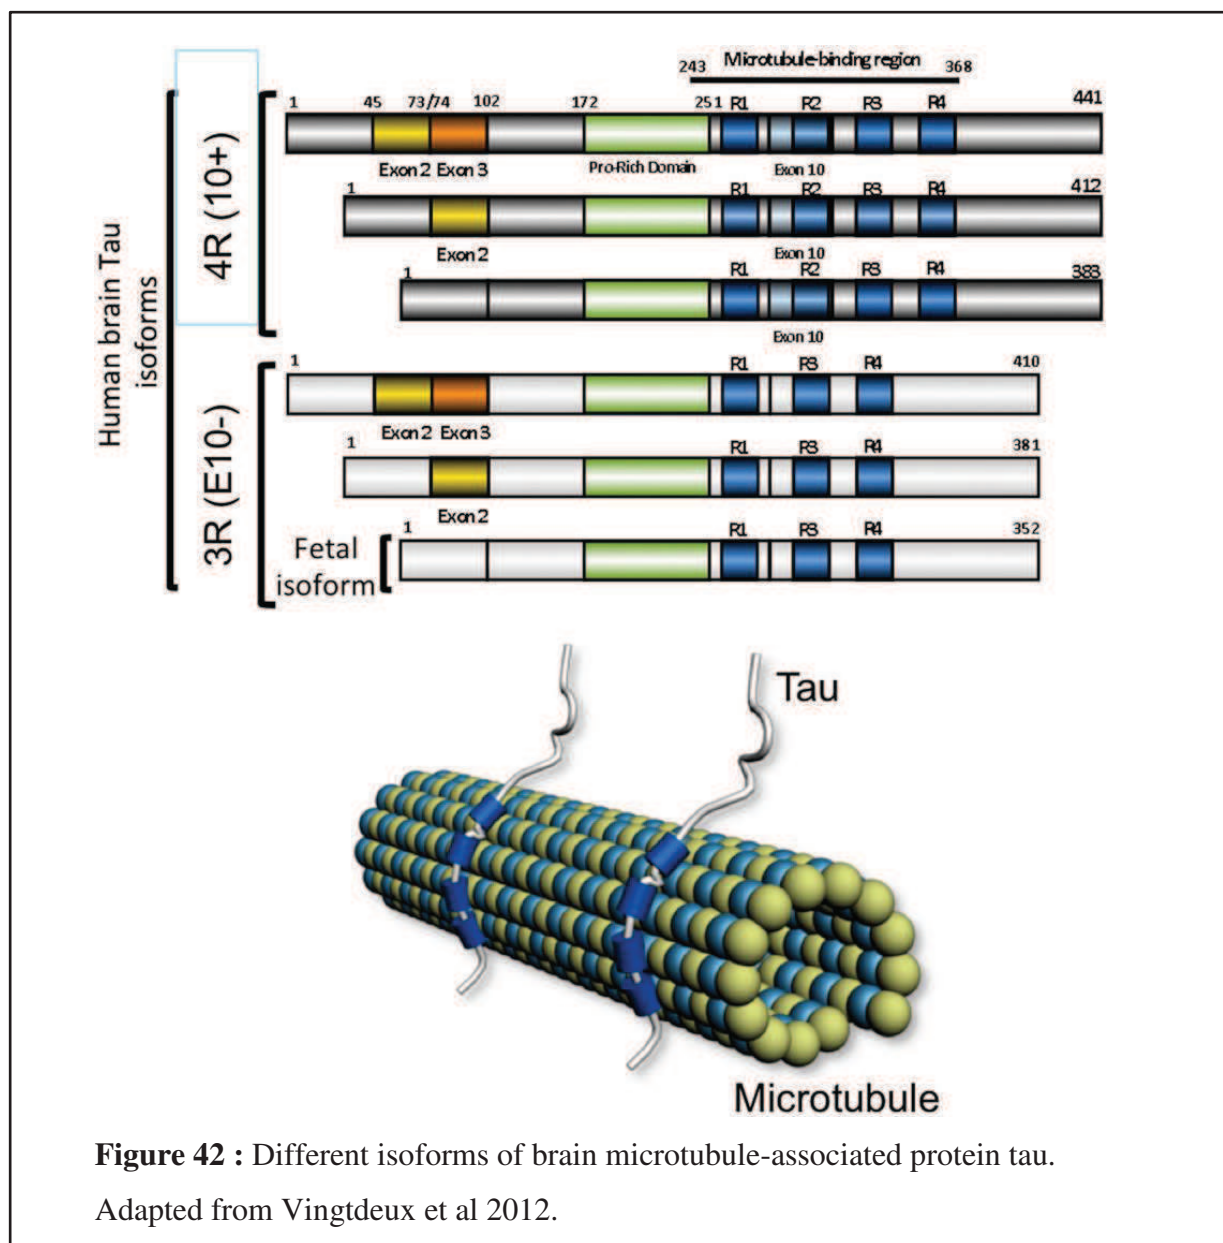 Microtubule-binding region
243 368
1 45 73/74 102 172 251 R1 R2 R3 R4 441
Exon 2 Exon 3 Pro-Rich Domain Exon 10
1 R1 R2 R3 R4 412
Exon 2 Exon 10
1 R1 R2 R3 R4 383
Exon 10
4R (10+)
Human brain Tau
isoforms
1 R1 R3 R4 410
Exon 2 Exon 3
1 R1 R3 R4 381
Exon 2
1 R1 R3 R4 352
3R (E10-)
Fetal
isoform
Tau
Microtubule
Figure 42 : Different isoforms of brain microtubule-associated protein tau.
Adapted from Vingtdeux et al 2012.